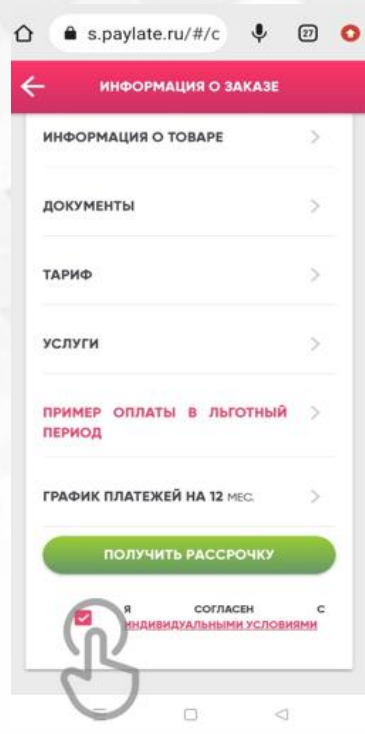 s.paylate.ru/#/c
27
ИНФОРМАЦИЯ О ЗАКАЗЕ
ИНФОРМАЦИЯ О ТОВАРЕ
ДОКУМЕНТЫ
ТАРИФ
УСЛУГИ
ПРИМЕР ОПЛАТЫ В ЛЬГОТНЫЙ
ПЕРИОД
ГРАФИК ПЛАТЕЖЕЙ НА 12 МЕС.
ПОЛУЧИТЬ РАССРОЧКУ
Я СОГЛАСЕН С
ИНДИВИДУАЛЬНЫМИ УСЛОВИЯМИ